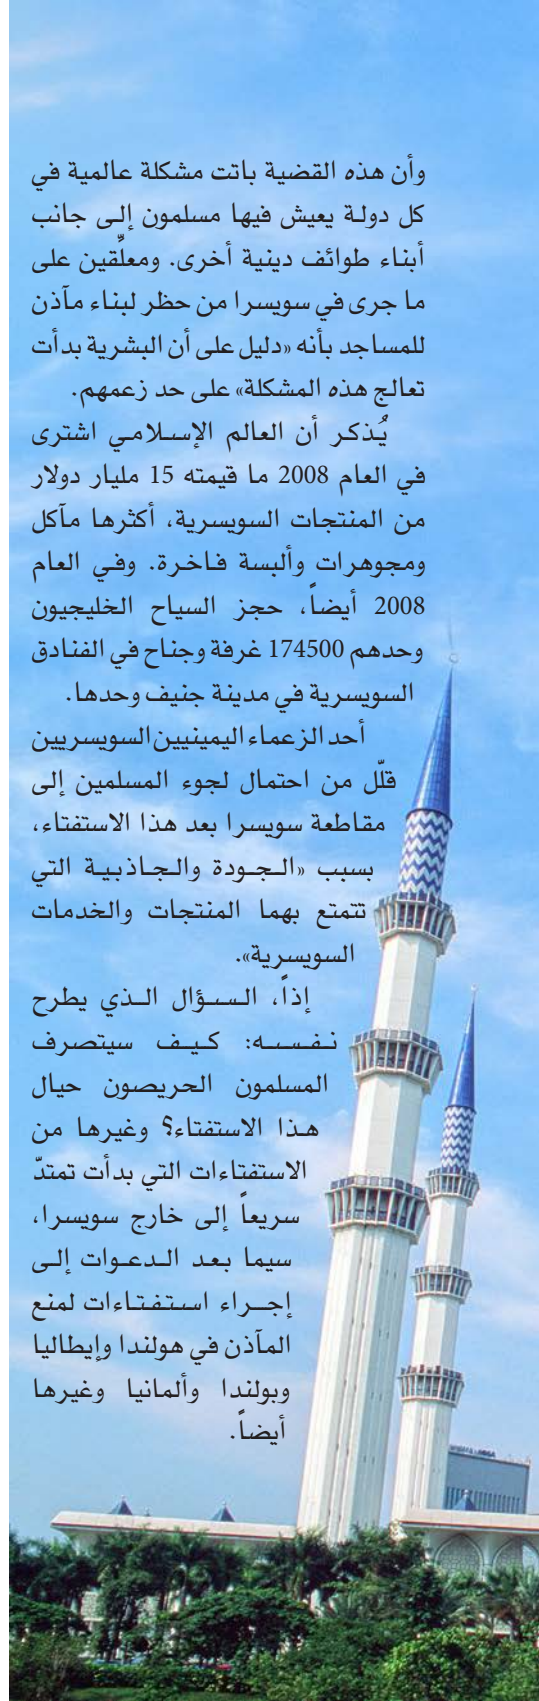 وأن هذه القضية باتت مشكلة عالمية في
كل دولة يعيش فيها مسلمون إلى جانب
أبناء طوائف دينية أخرى. ومعلِّقين على
ما جرى في سويسرا من حظر لبناء مآذن
للمساجد بأنه «دليل على أن البشرية بدأت
تعالج هذه المشكلة» على حد زعمهم.
يُذكر أن العالم الإسلامي اشترى
في العام 2008 ما قيمته 15 مليار دولار
من المنتجات السويسرية، أكثرها مآكل
ومجوهرات وألبسة فاخرة. وفي العام
2008 أيضاً، حجز السياح الخليجيون
وحدهم 174500 غرفة وجناح في الفنادق
السويسرية في مدينة جنيف وحدها.
أحد الزعماء اليمينيين السويسريين
قلّل من احتمال لجوء المسلمين إلى
مقاطعة سويسرا بعد هذا الاستفتاء،
بسبب «الجودة والجاذبية التي
تتمتع بهما المنتجات والخدمات
السويسرية».
إذاً، السؤال الذي يطرح
نفسه: كيف سيتصرف
المسلمون الحريصون حيال
هذا الاستفتاء؟ وغيرها من
الاستفتاءات التي بدأت تمتدّ
سريعاً إلى خارج سويسرا،
سيما بعد الدعوات إلى
إجراء استفتاءات لمنع
المآذن في هولندا وإيطاليا
وبولندا وألمانيا وغيرها
أيضاً.